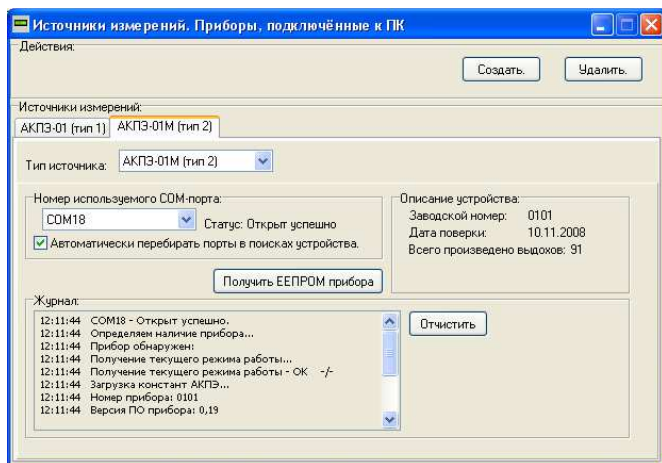 Источники измерений. Приборы, подключённые к ПК
Действия:
Создать. Удалить.
Источники измерений:
АКПЭ-01 (тип 1) АКПЭ-01М (тип 2)
Тип источника: АКПЭ-01М (тип 2)
Номер используемого COM-порта:
COM18 Статус: Открыт успешно
Автоматически перебирать порты в поисках устройства.
Описание устройства:
Заводской номер: 0101
Дата поверки: 10.11.2008
Всего произведено выдохов: 91
Получить ЕЕПРОМ прибора
Журнал:
12:11:44 COM18 - Открыт успешно.
12:11:44 Определяем наличие прибора...
12:11:44 Прибор обнаружен:
12:11:44 Получение текущего режима работы...
12:11:44 Получение текущего режима работы - ОК -/-
12:11:44 Загрузка констант АКПЭ...
12:11:44 Номер прибора: 0101
12:11:44 Версия ПО прибора: 0,19
Отчистить